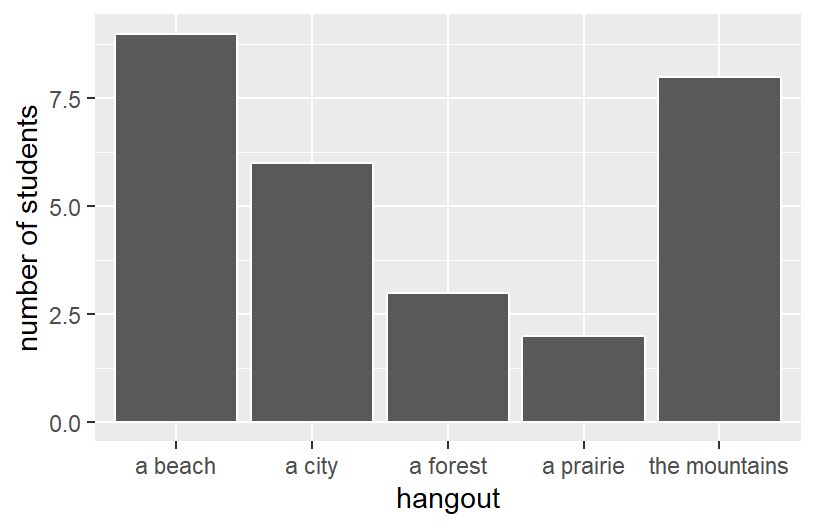 number of students
7.5
5.0
2.5
0.0
a beach a city a forest a prairie the mountains
hangout